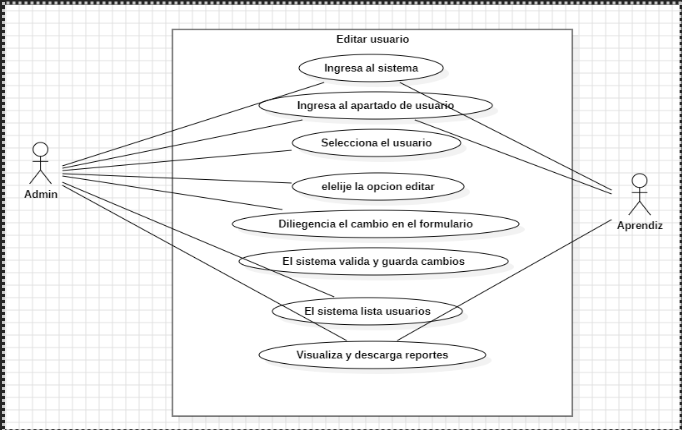 Editar usuario
Ingresa al sistema
Ingresa al apartado de usuario
Selecciona el usuario
elelije la opcion editar
Diliegencia el cambio en el formulario
El sistema valida y guarda cambios
El sistema lista usuarios
Visualiza y descarga reportes
Admin
Aprendiz